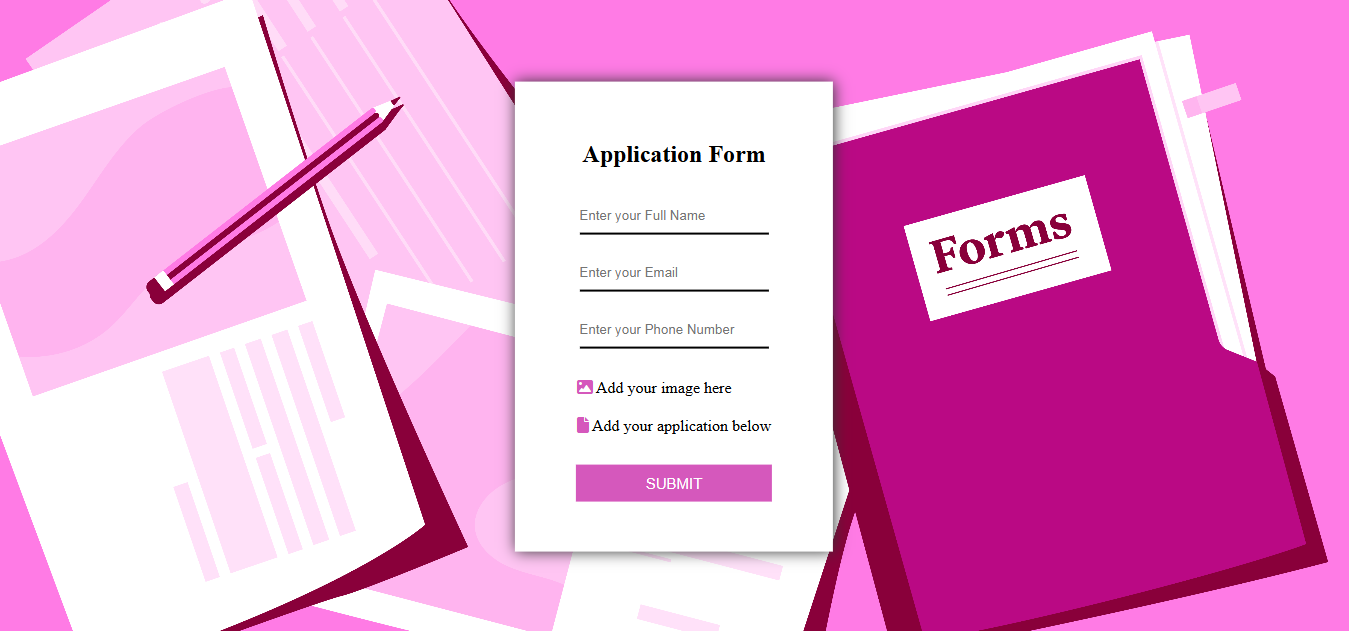 Application Form
Enter your Full Name
Enter your Email
Enter your Phone Number
Add your image here
Add your application below
SUBMIT
Forms